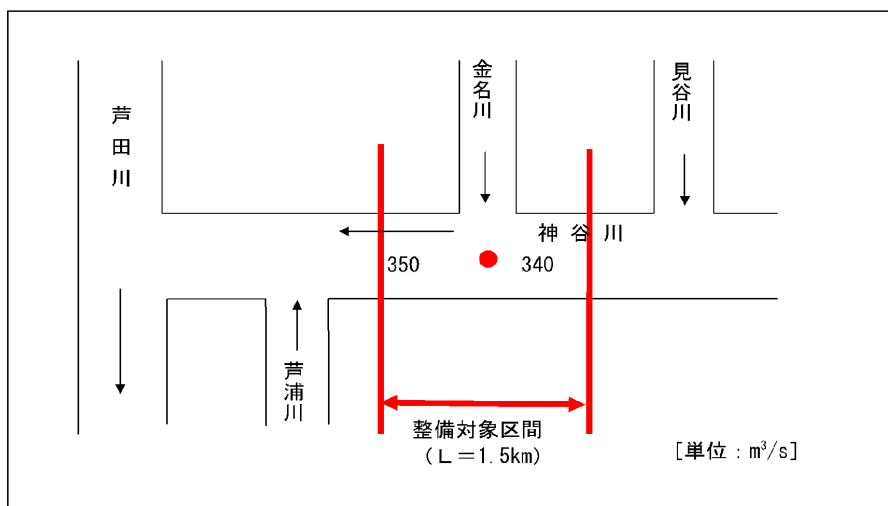 芦田川
金名川
見谷川
神谷川
350
340
芦浦川
整備対象区間
（Ｌ＝1.5km）
［単位：m³/s］